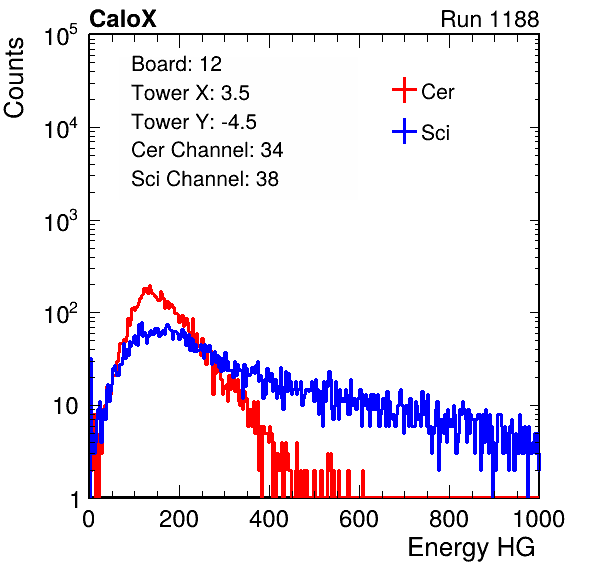 CaloX Run 1188
Counts
Board: 12
Tower X: 3.5
Tower Y: -4.5
Cer Channel: 34
Sci Channel: 38
Cer
Sci
10^5
10^4
10^3
10^2
10
1
0 200 400 600 800 1000
Energy HG